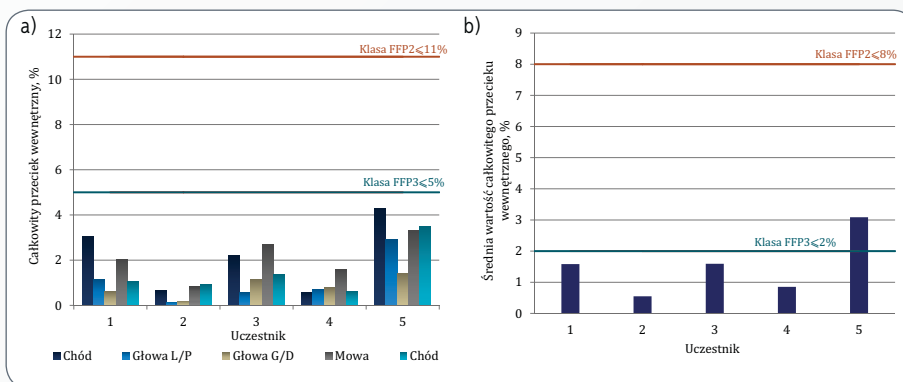 a)
Całkowity przeciek wewnętrzny, %
12
10
8
6
4
2
0
Klasa FFP2⩽11%
Klasa FFP3⩽5%
1 2 3 4 5
Uczestnik
Chód Głowa L/P Głowa G/D Mowa Chód
b)
Średnia wartość całkowitego przecieku
wewnętrznego, %
9
8
7
6
5
4
3
2
1
0
Klasa FFP2⩽8%
Klasa FFP3⩽2%
1 2 3 4 5
Uczestnik